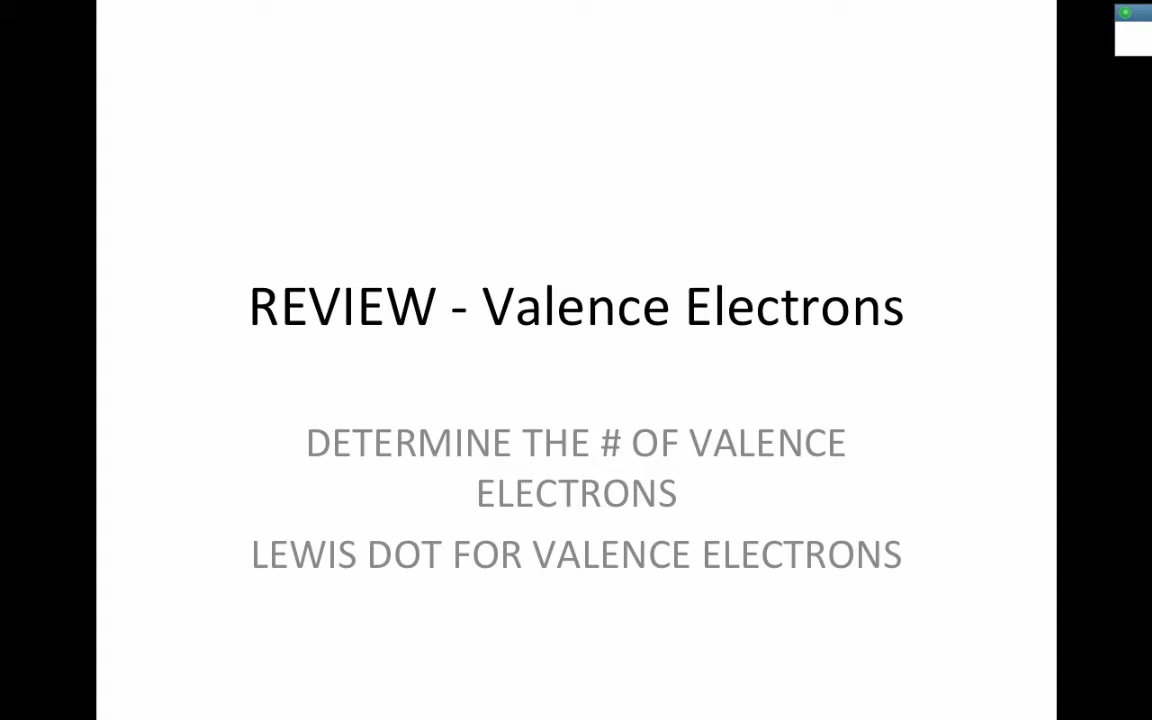 REVIEW - Valence Electrons
DETERMINE THE # OF VALENCE
ELECTRONS
LEWIS DOT FOR VALENCE ELECTRONS